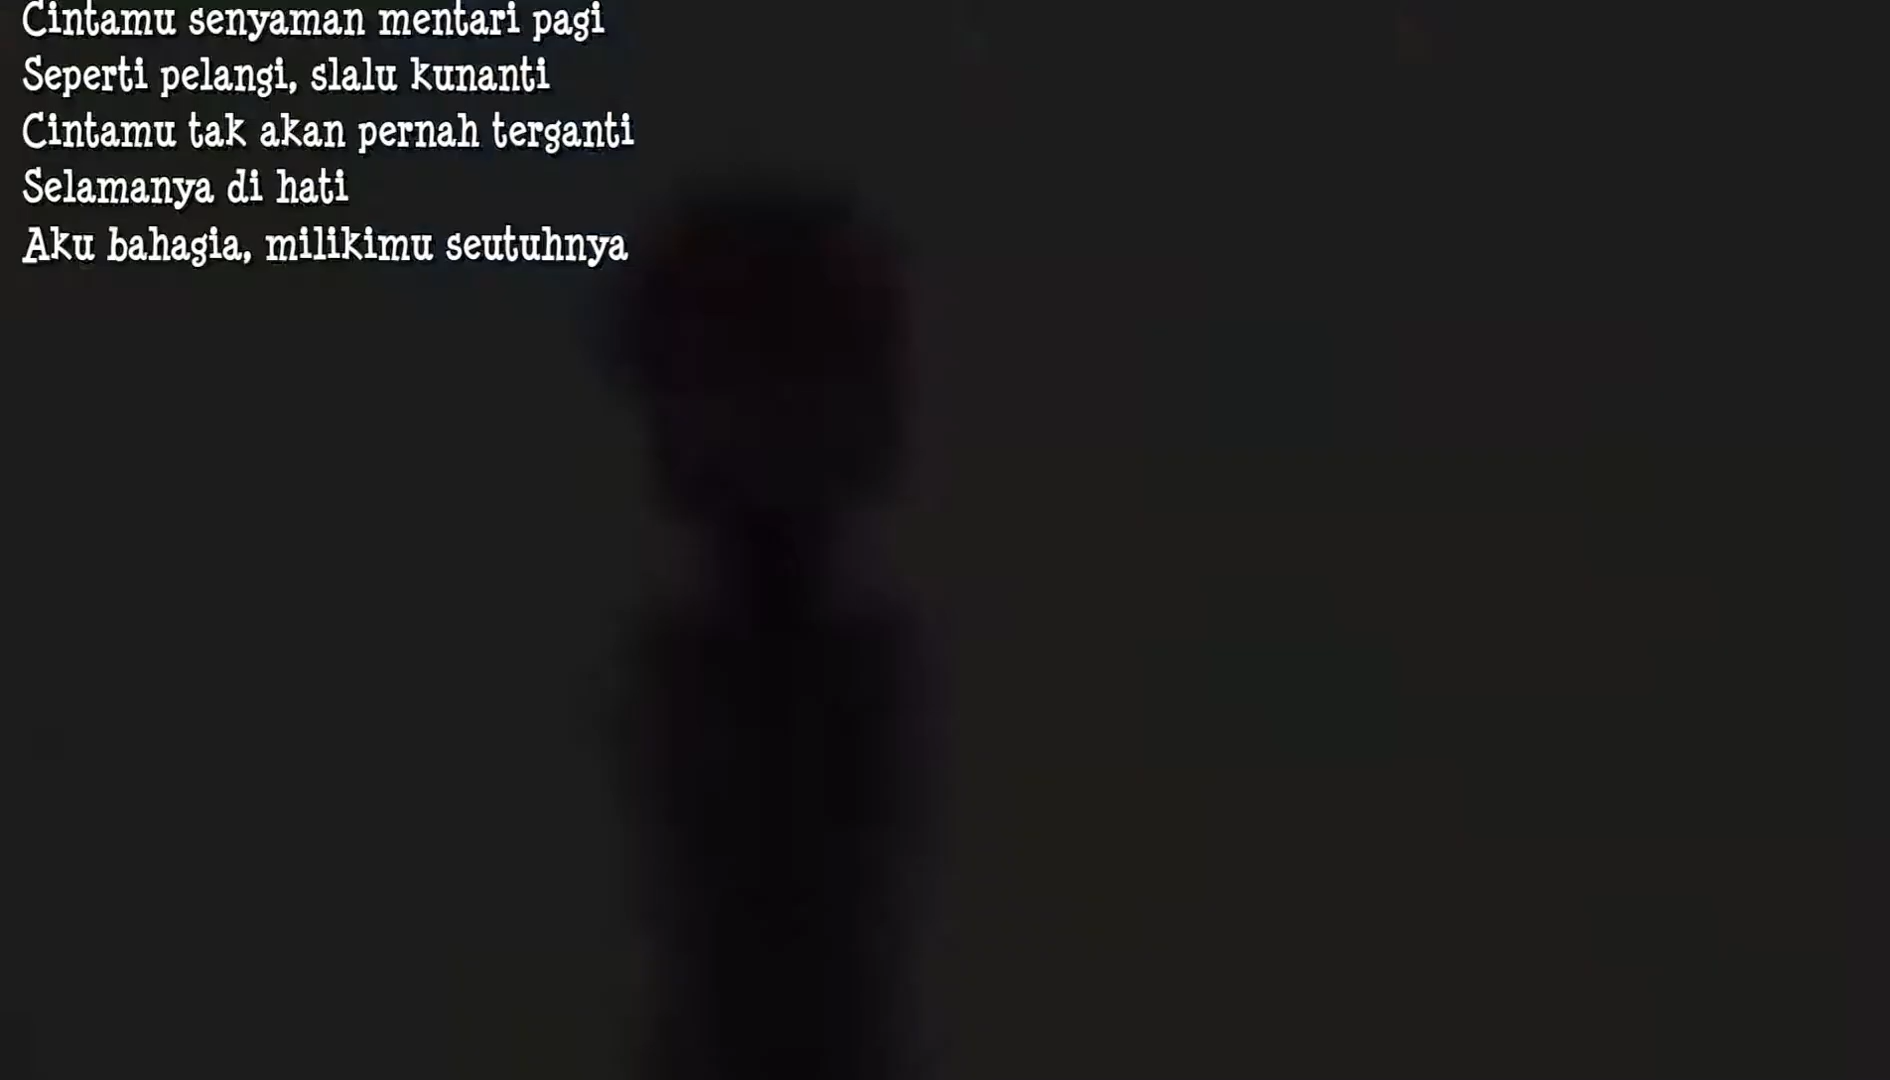 Cintamu senyaman mentari pagi
Seperti pelangi, slalu kunanti
Cintamu tak akan pernah terganti
Selamanya di hati
Aku bahagia, milikimu seutuhnya